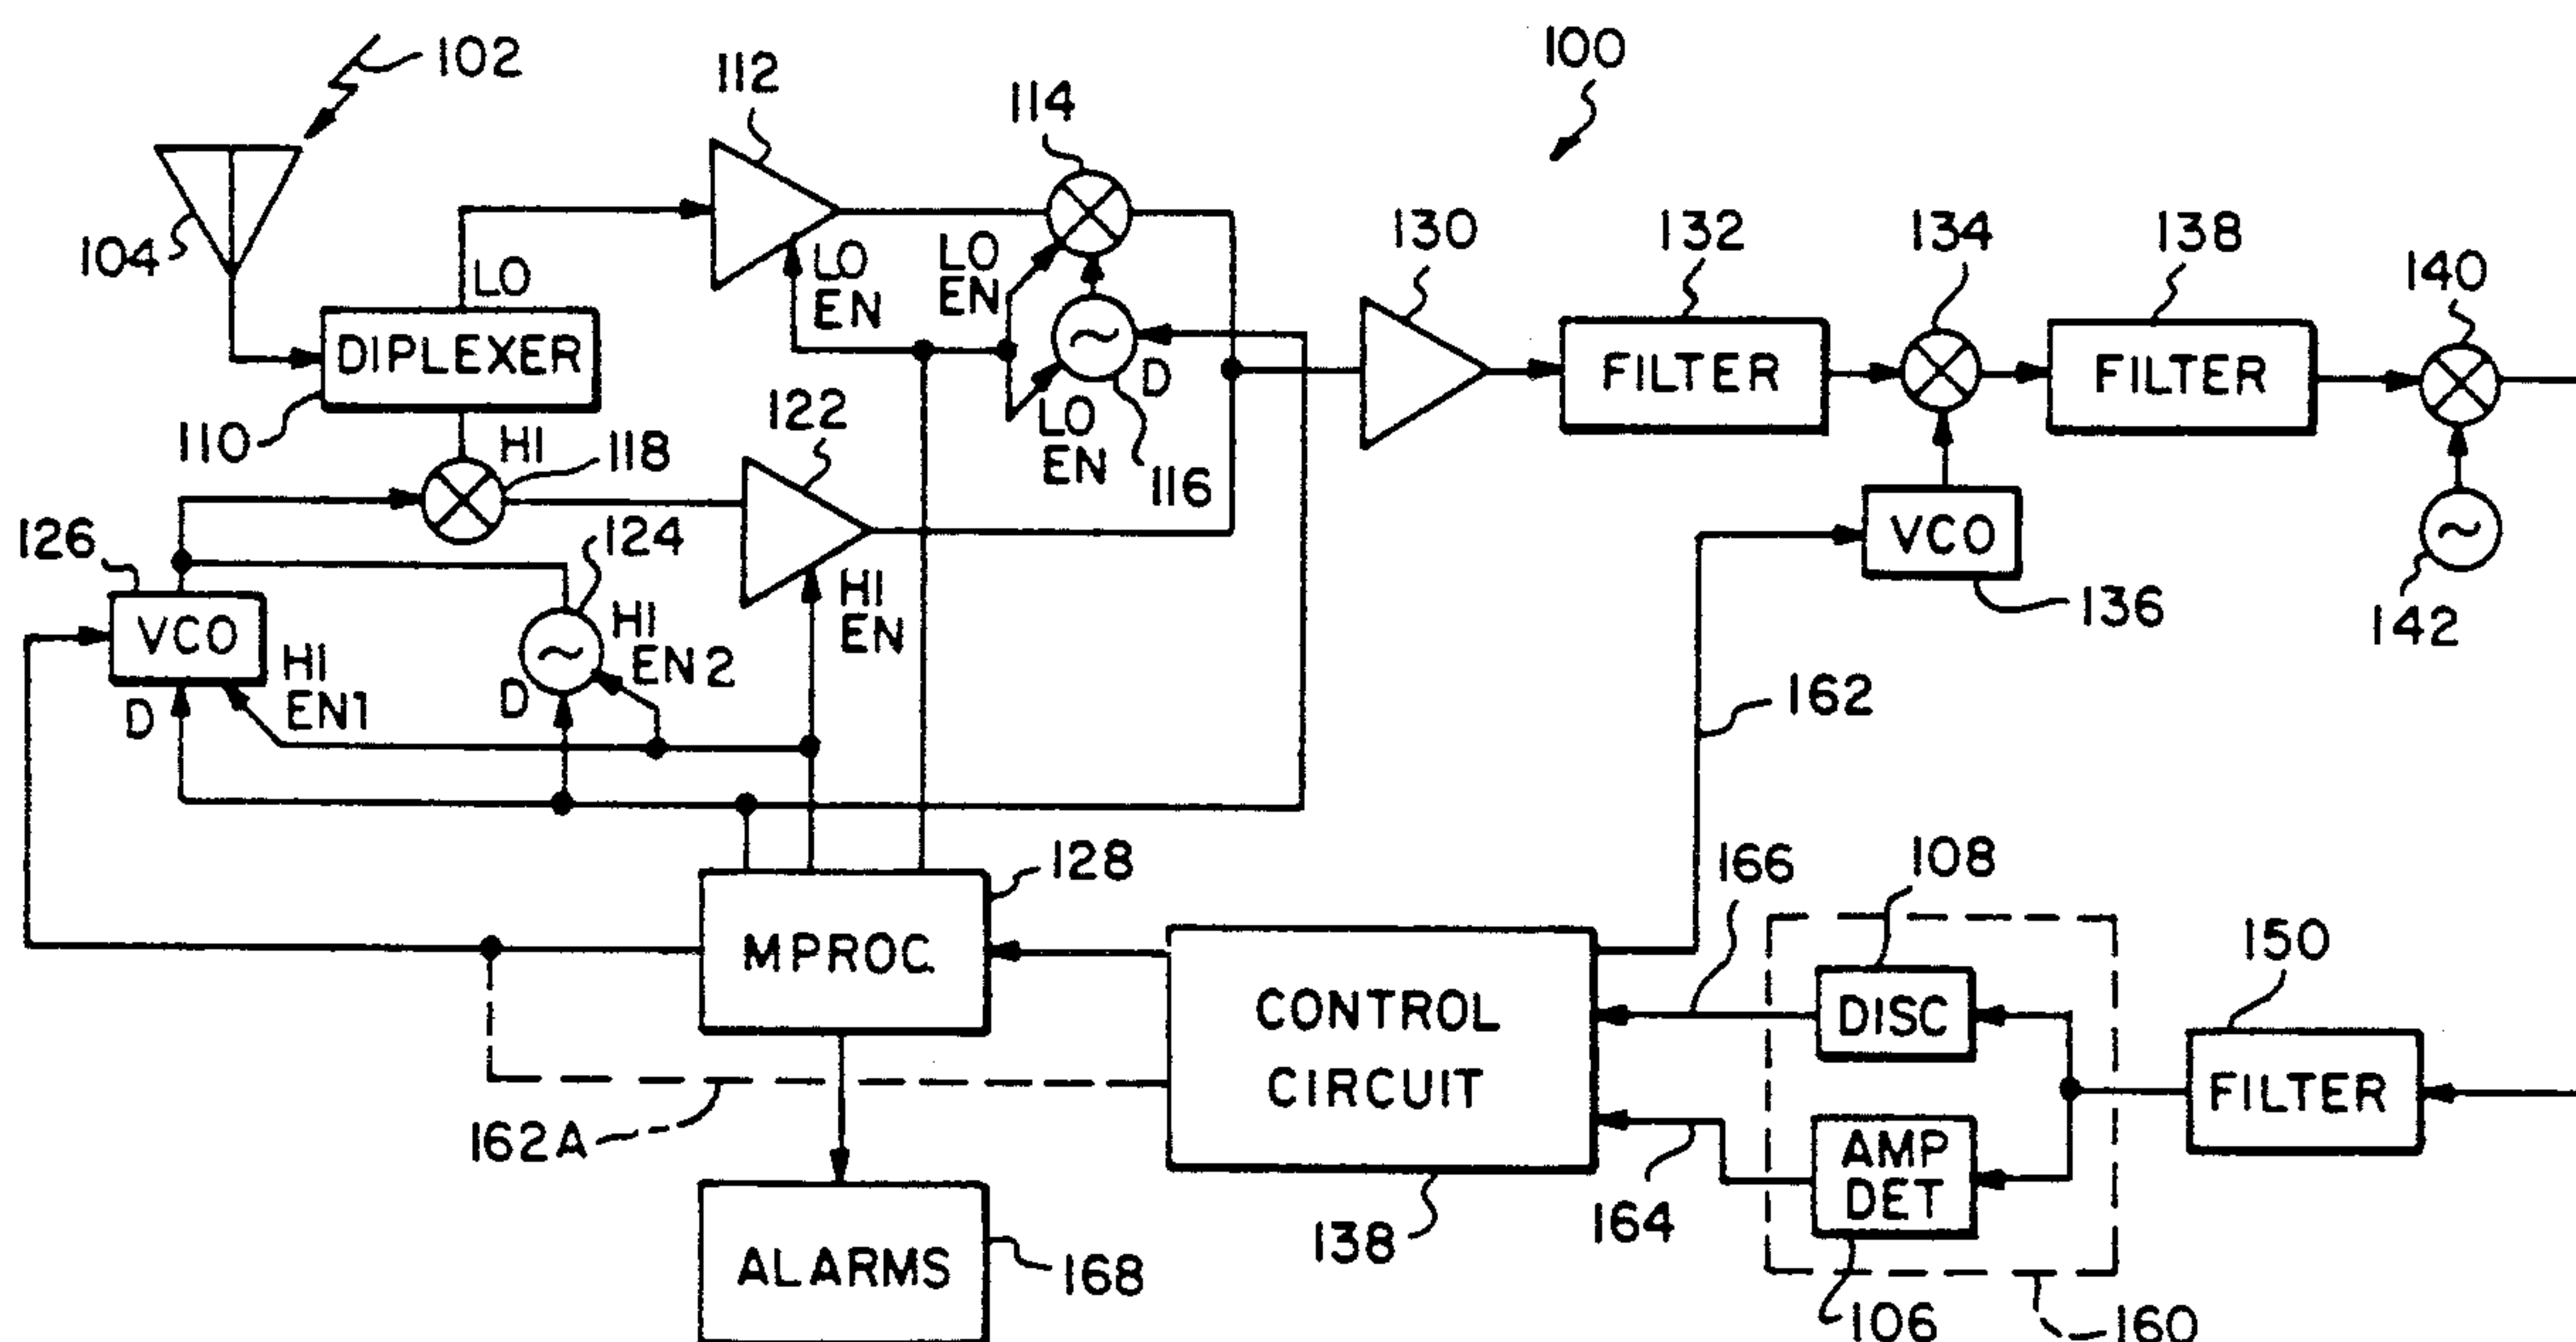 102
112
114
100
104
LO
LO
EN
LO
EN
130
132
134
138
140
DIPLEXER
D
FILTER
FILTER
110
HI
118
122
LO
EN
116
126
124
VCO
136
142
VCO
HI
EN1
D
HI
EN2
D
HI
EN
162
128
166
108
150
MPROC.
CONTROL
CIRCUIT
DISC
FILTER
162A
AMP
DET
164
138
ALARMS
168
106
160